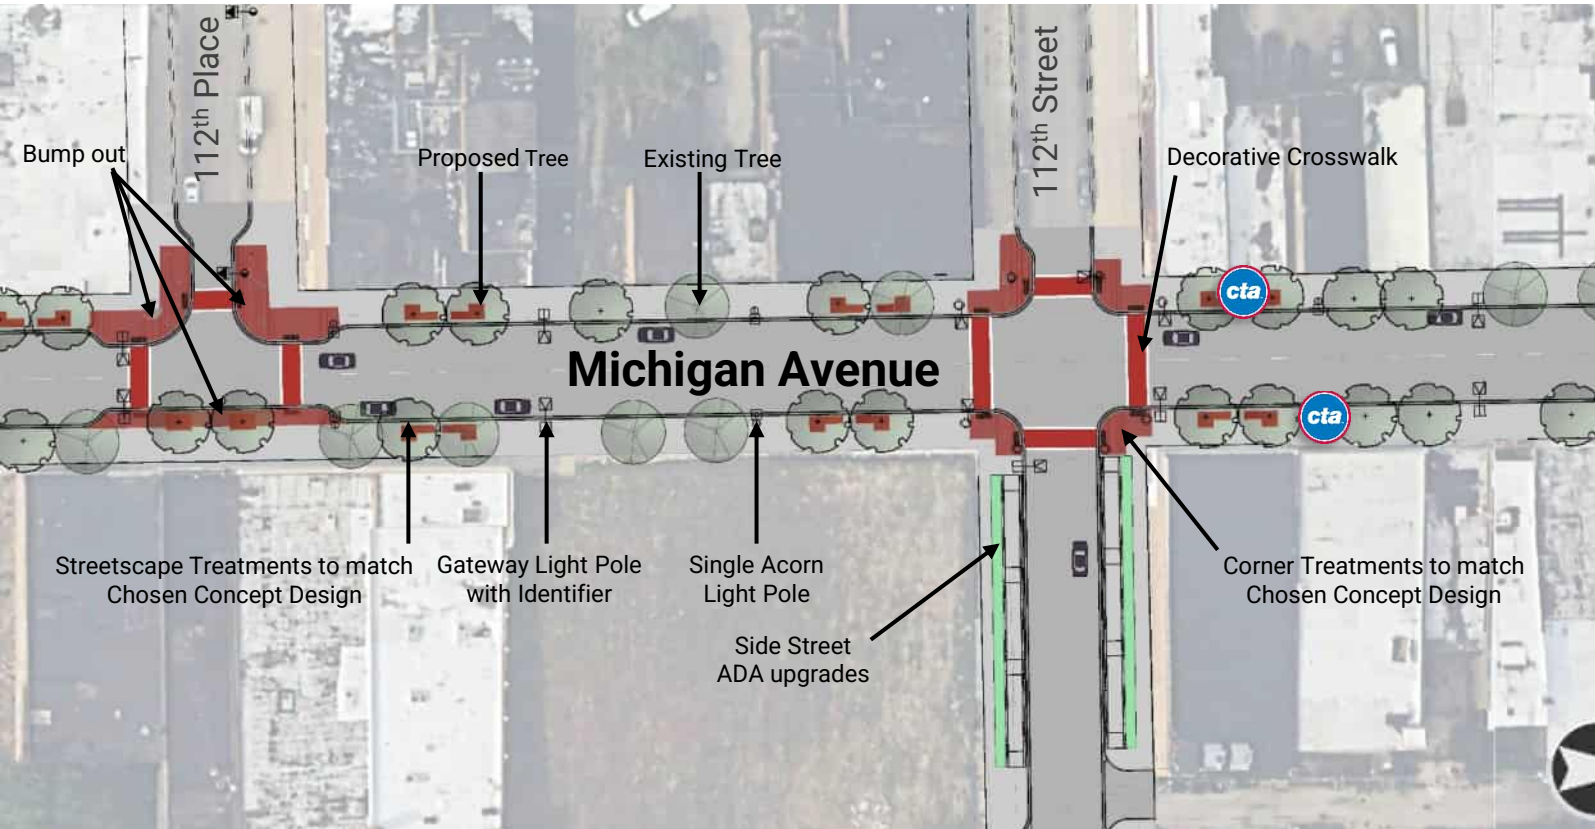 112th Place
112th Street
Bump out
Proposed Tree
Existing Tree
Decorative Crosswalk
cta
Michigan Avenue
cta
Streetscape Treatments to match
Chosen Concept Design
Gateway Light Pole
with Identifier
Single Acorn
Light Pole
Corner Treatments to match
Chosen Concept Design
Side Street
ADA upgrades